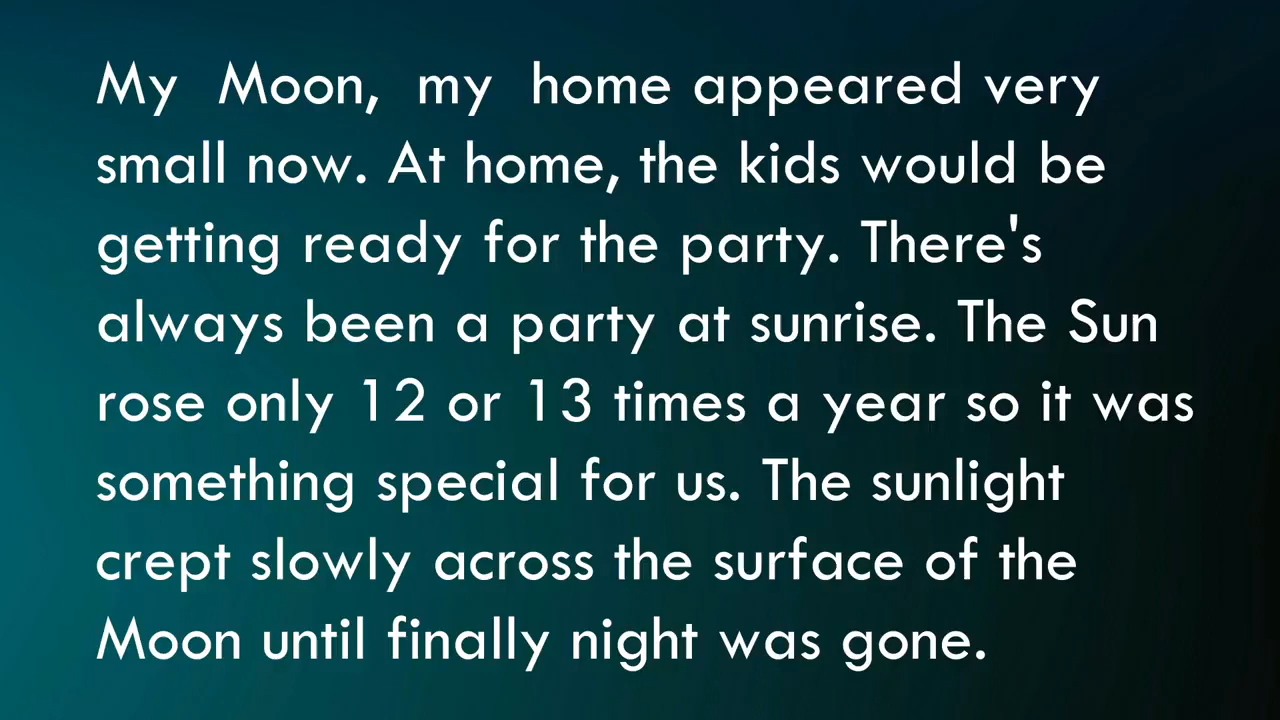 My Moon, my home appeared very
small now. At home, the kids would be
getting ready for the party. There's
always been a party at sunrise. The Sun
rose only 12 or 13 times a year so it was
something special for us. The sunlight
crept slowly across the surface of the
Moon until finally night was gone.